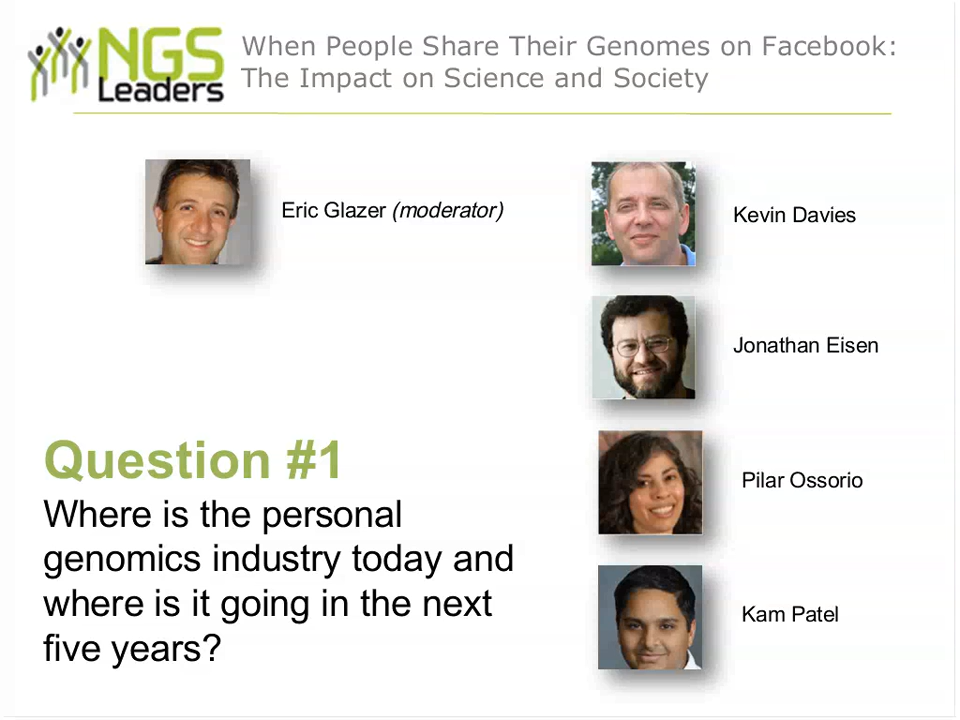 NGS
Leaders
When People Share Their Genomes on Facebook:
The Impact on Science and Society
Eric Glazer (moderator)
Kevin Davies
Jonathan Eisen
Pilar Ossorio
Kam Patel
Question #1
Where is the personal
genomics industry today and
where is it going in the next
five years?